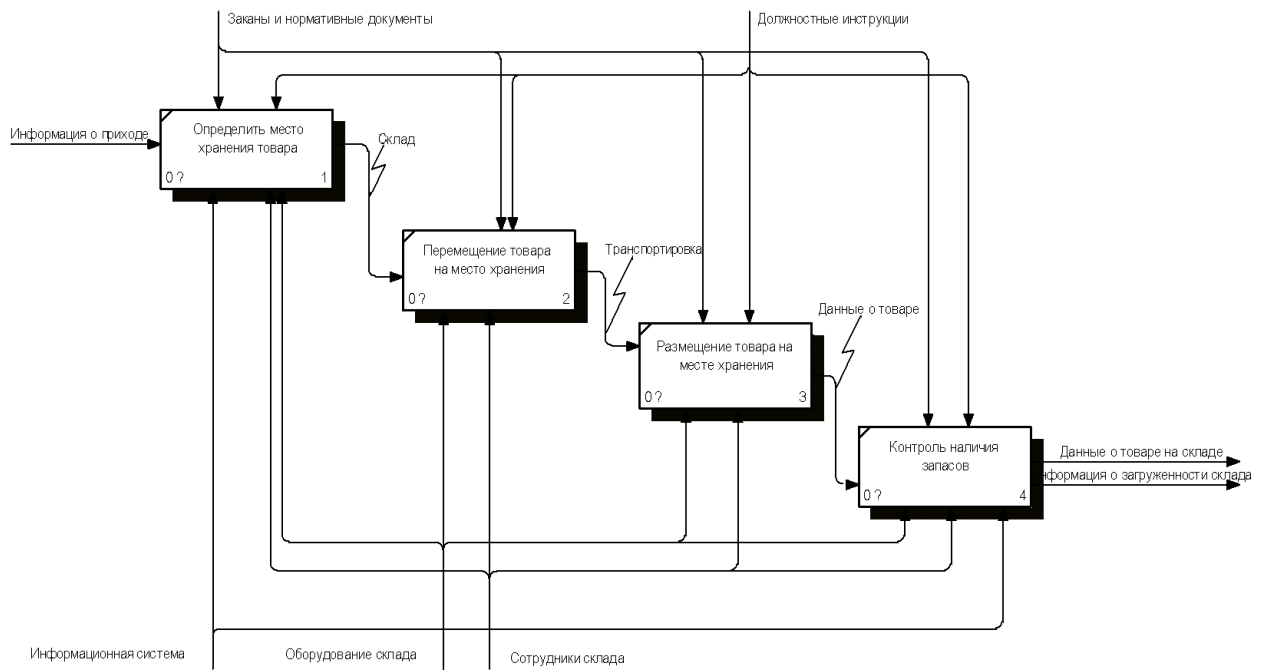 Заканы и нормативные документы
Должностные инструкции
Информация о приходе
Определить место
хранения товара
0 ?
1
Склад
Перемещение товара
на место хранения
0 ?
2
Транспортировка
Размещение товара на
месте хранения
0 ?
3
Данные о товаре
Контроль наличия
запасов
0 ?
4
Данные о товаре на складе
нформация о загруженности склада
Информационная система
Оборудование склада
Сотрудники склада